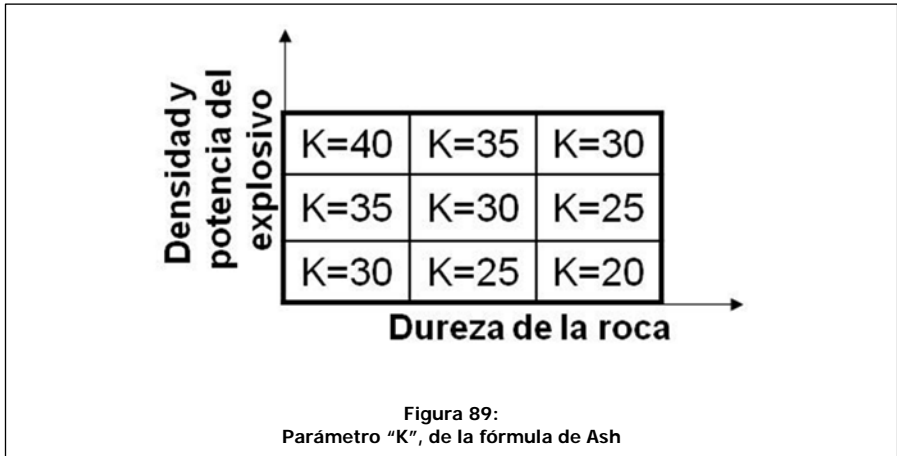 Densidad y
potencia del
explosivo
K=40 K=35 K=30
K=35 K=30 K=25
K=30 K=25 K=20
Dureza de la roca
Figura 89:
Parámetro “K”, de la fórmula de Ash